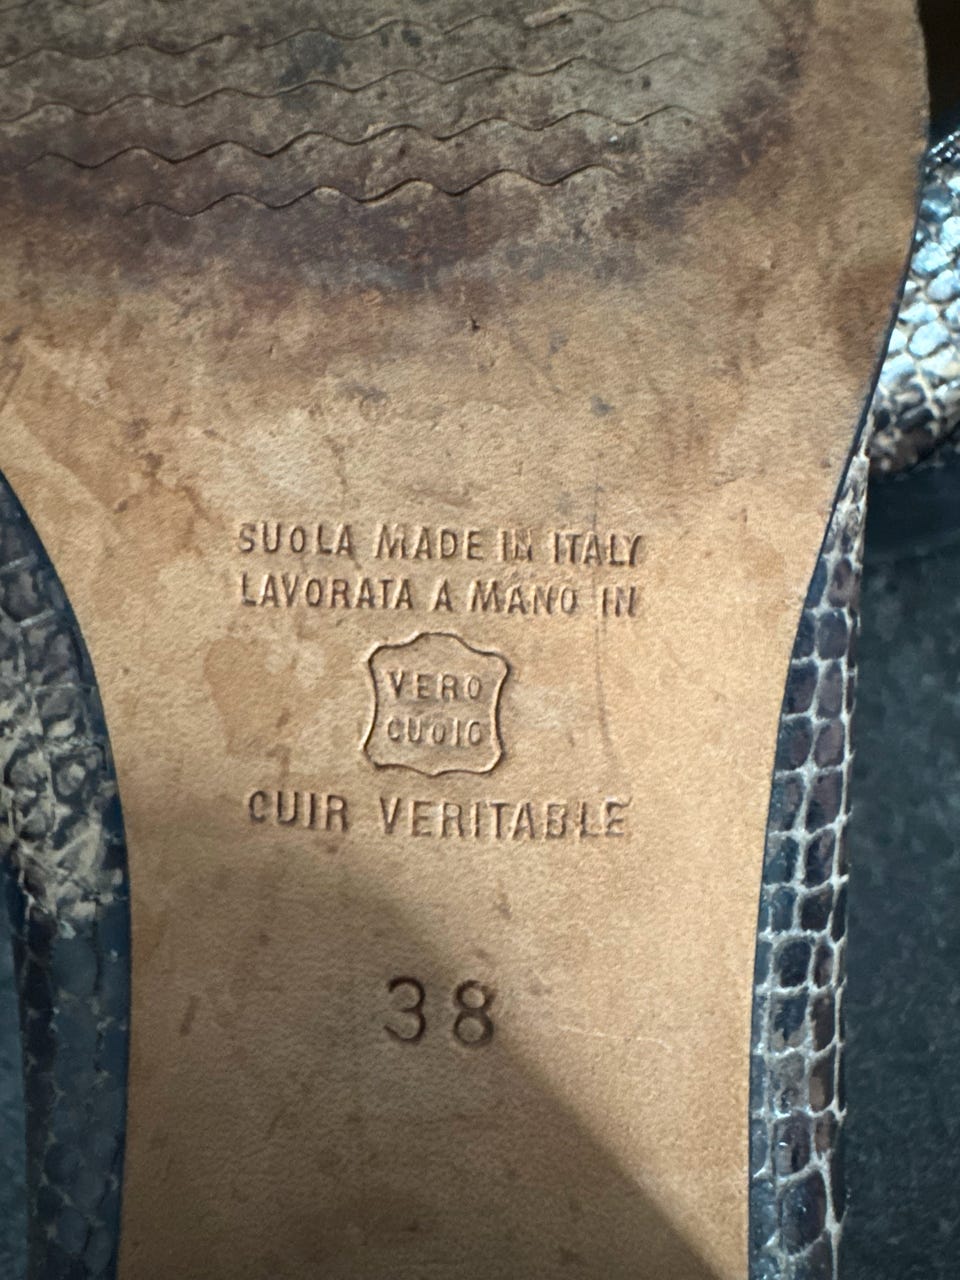 SUOLA MADE IN ITALY
LAVORATA A MANO IN
VERO
CUOIO
CUIR VERITABLE
38